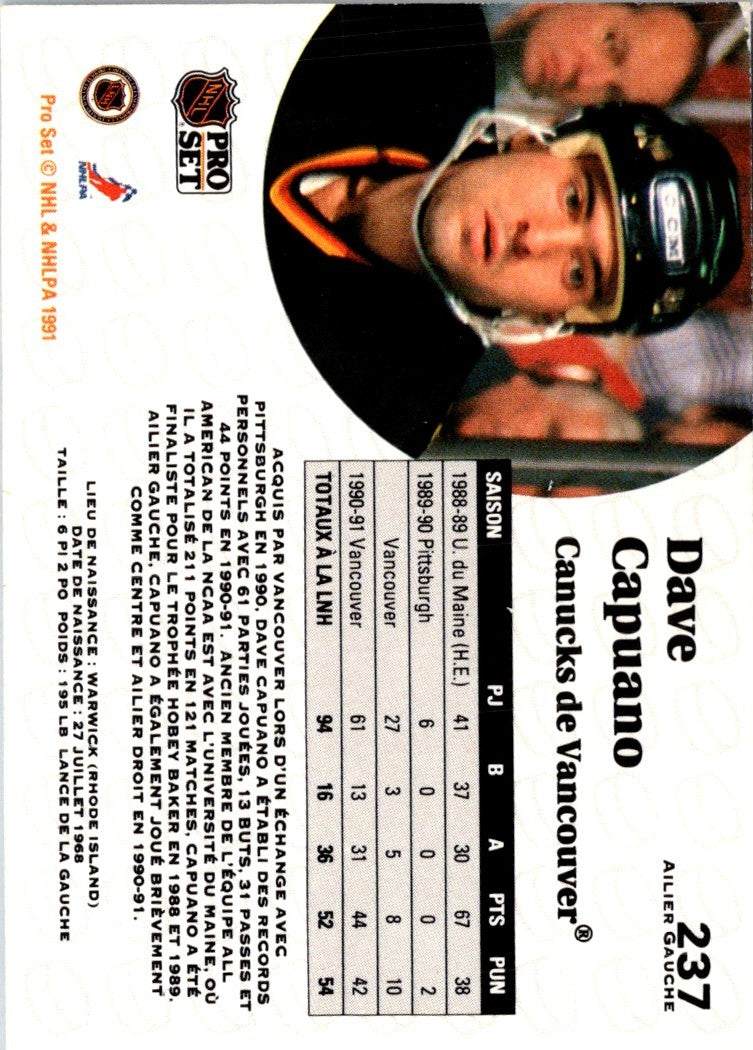 237
AILIER GAUCHE
Dave
Capuano
Canucks de Vancouver®
CCM
SAISON PJ B A PTS PUN
1988-89 U. du Maine (H.E.) 41 37 30 67 38
1989-90 Pittsburgh 6 0 0 0 2
Vancouver 27 3 5 8 10
1990-91 Vancouver 61 13 31 44 42
TOTAUX À LA LNH 94 16 36 52 54
ACQUIS PAR VANCOUVER LORS D'UN ÉCHANGE AVEC
PITTSBURGH EN 1990, DAVE CAPUANO A ÉTABLI DES RECORDS
PERSONNELS AVEC 61 PARTIES JOUÉES, 13 BUTS, 31 PASSES ET
44 POINTS EN 1990-91. ANCIEN MEMBRE DE L'ÉQUIPE ALL
AMERICAN DE LA NCAA EST AVEC L'UNIVERSITÉ DU MAINE, OÙ
IL A TOTALISÉ 211 POINTS EN 121 MATCHES, CAPUANO A ÉTÉ
FINALISTE POUR LE TROPHÉE HOBEY BAKER EN 1988 ET 1989.
AILIER GAUCHE, CAPUANO A ÉGALEMENT JOUÉ BRIÈVEMENT
COMME CENTRE ET AILIER DROIT EN 1990-91.
LIEU DE NAISSANCE : WARWICK (RHODE ISLAND)
DATE DE NAISSANCE : 27 JUILLET 1968
TAILLE : 6 PI 2 PO POIDS : 195 LB LANCE DE LA GAUCHE
NHL
PRO
SET
NHLPA
Pro Set © NHL & NHLPA 1991